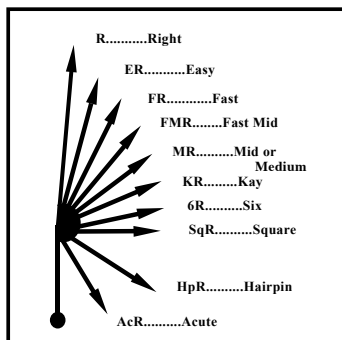 R...........Right
ER...........Easy
FR............Fast
FMR........Fast Mid
MR..........Mid or
Medium
KR.........Kay
6R..........Six
SqR..........Square
HpR..........Hairpin
AcR..........Acute